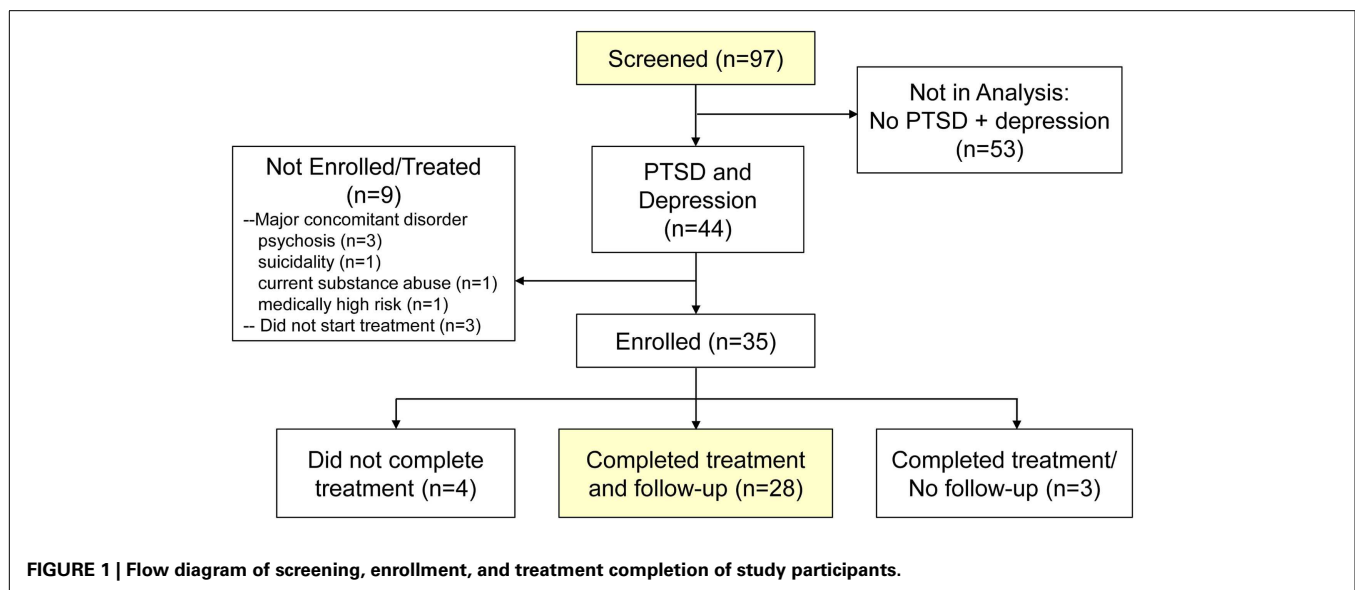 Screened (n=97)
Not in Analysis:
No PTSD + depression
(n=53)
PTSD and
Depression
(n=44)
Not Enrolled/Treated
(n=9)
--Major concomitant disorder
psychosis (n=3)
suicidality (n=1)
current substance abuse (n=1)
medically high risk (n=1)
-- Did not start treatment (n=3)
Enrolled (n=35)
Did not complete
treatment (n=4)
Completed treatment
and follow-up (n=28)
Completed treatment/
No follow-up (n=3)
FIGURE 1 | Flow diagram of screening, enrollment, and treatment completion of study participants.